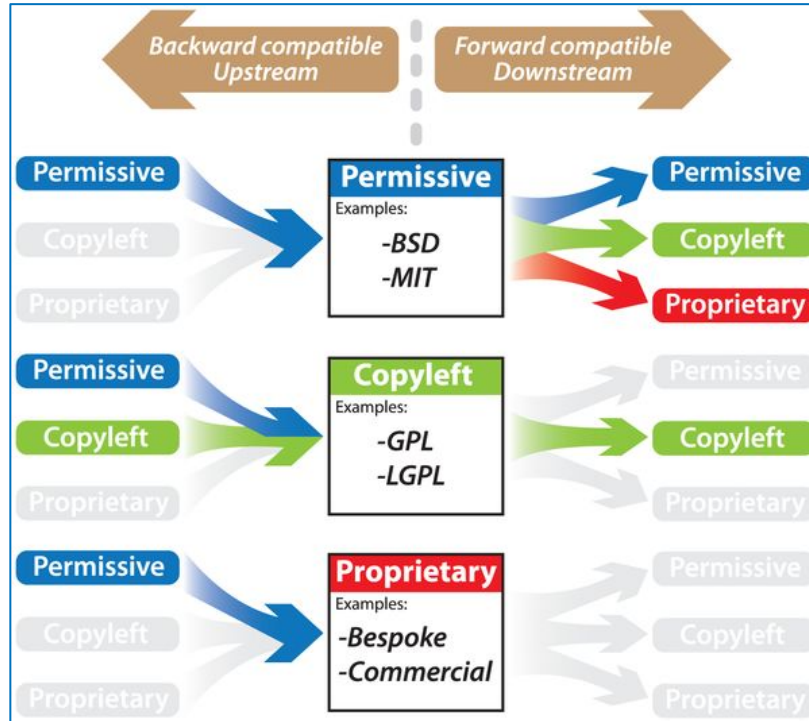 Backward compatible
Upstream
Forward compatible
Downstream
Permissive
Copyleft
Proprietary
Permissive
Examples:
-BSD
-MIT
Permissive
Copyleft
Proprietary
Permissive
Copyleft
Proprietary
Copyleft
Examples:
-GPL
-LGPL
Permissive
Copyleft
Proprietary
Permissive
Copyleft
Proprietary
Proprietary
Examples:
-Bespoke
-Commercial
Permissive
Copyleft
Proprietary